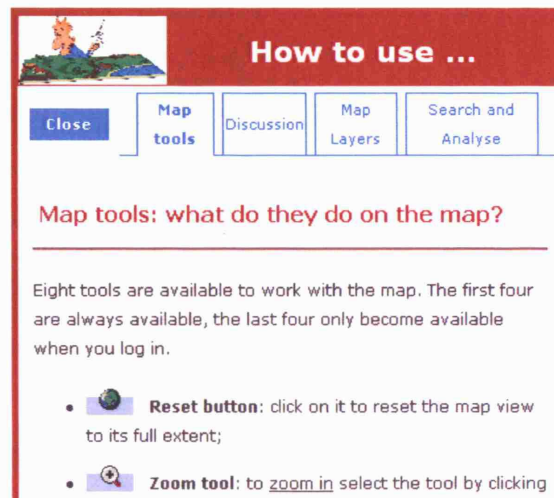 How to use ...
Close
Map tools
Discussion
Map Layers
Search and Analyse
Map tools: what do they do on the map?
Eight tools are available to work with the map. The first four
are always available, the last four only become available
when you log in.
• Reset button: click on it to reset the map view
to its full extent;
• Zoom tool: to zoom in select the tool by clicking